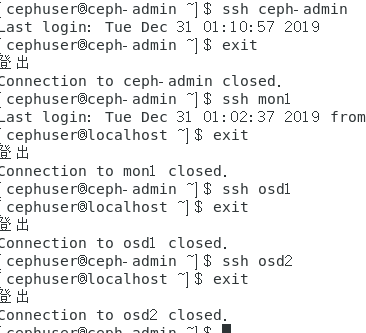 [cephuser@ceph-admin ~]$ ssh ceph-admin
Last login: Tue Dec 31 01:10:57 2019
[cephuser@ceph-admin ~]$ exit
登出
Connection to ceph-admin closed.
[cephuser@ceph-admin ~]$ ssh mon1
Last login: Tue Dec 31 01:02:37 2019 from
[cephuser@localhost ~]$ exit
登出
Connection to mon1 closed.
[cephuser@ceph-admin ~]$ ssh osd1
[cephuser@localhost ~]$ exit
登出
Connection to osd1 closed.
[cephuser@ceph-admin ~]$ ssh osd2
[cephuser@localhost ~]$ exit
登出
Connection to osd2 closed.
[cephuser@ceph-admin ~]$